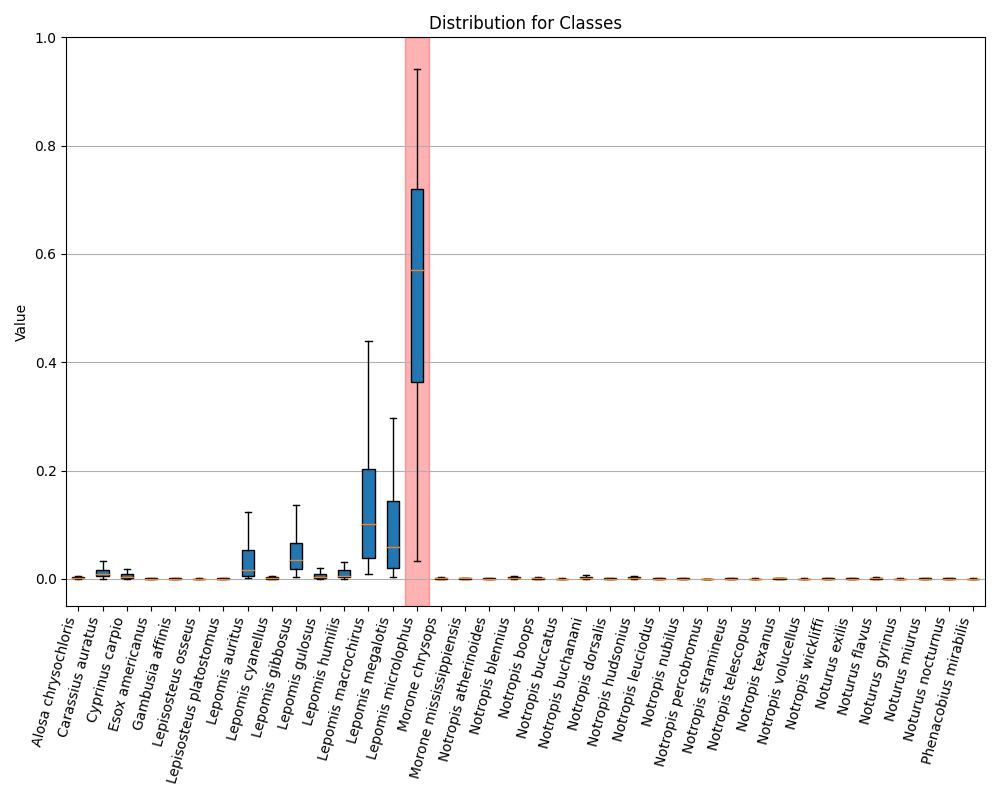 Distribution for Classes
Value
1.0
0.8
0.6
0.4
0.2
0.0
Alosa chrysochloris
Carassius auratus
Cyprinus carpio
Esox americanus
Gambusia affinis
Lepisosteus osseus
Lepisosteus platostomus
Lepomis auritus
Lepomis cyanellus
Lepomis gibbosus
Lepomis gulosus
Lepomis humilis
Lepomis macrochirus
Lepomis megalotis
Lepomis microlophus
Morone chrysops
Morone mississippiensis
Notropis atherinoides
Notropis blennius
Notropis boops
Notropis buccatus
Notropis buchanani
Notropis dorsalis
Notropis hudsonius
Notropis leuciodus
Notropis nubilus
Notropis percobromus
Notropis stramineus
Notropis telescopus
Notropis texanus
Notropis volucellus
Notropis wickliffi
Noturus exilis
Noturus flavus
Noturus gyrinus
Noturus miurus
Noturus nocturnus
Phenacobius mirabilis